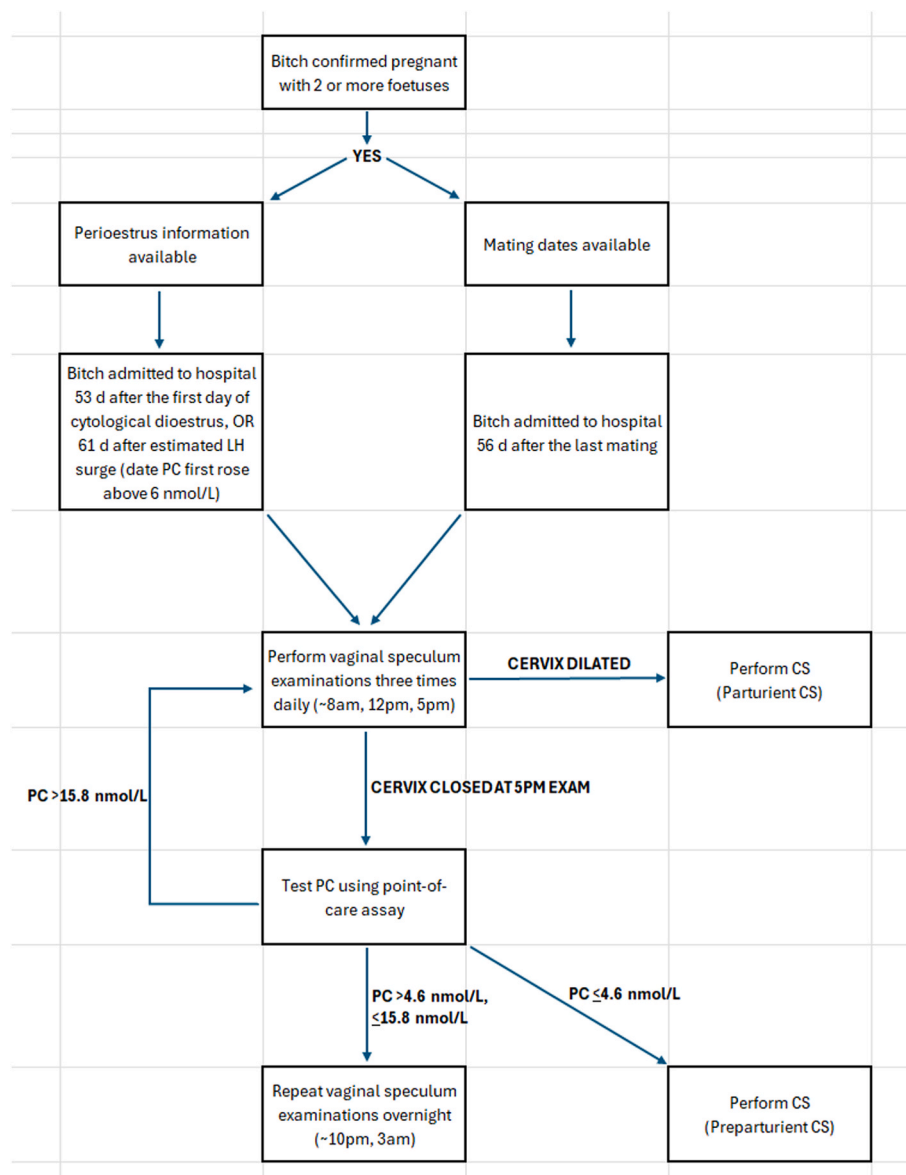 Bitch confirmed pregnant
with 2 or more foetuses
YES
Perioestrus information
available
Mating dates available
Bitch admitted to hospital
53 d after the first day of
cytological dioestrus, OR
61 d after estimated LH
surge (date PC first rose
above 6 nmol/L)
Bitch admitted to hospital
56 d after the last mating
Perform vaginal speculum
examinations three times
daily (~8am, 12pm, 5pm)
CERVIX DILATED
Perform CS
(Parturient CS)
PC >15.8 nmol/L
CERVIX CLOSED AT 5PM EXAM
Test PC using point-of-
care assay
PC >4.6 nmol/L,
≤15.8 nmol/L
PC ≤4.6 nmol/L
Repeat vaginal speculum
examinations overnight
(~10pm, 3am)
Perform CS
(Preparturient CS)